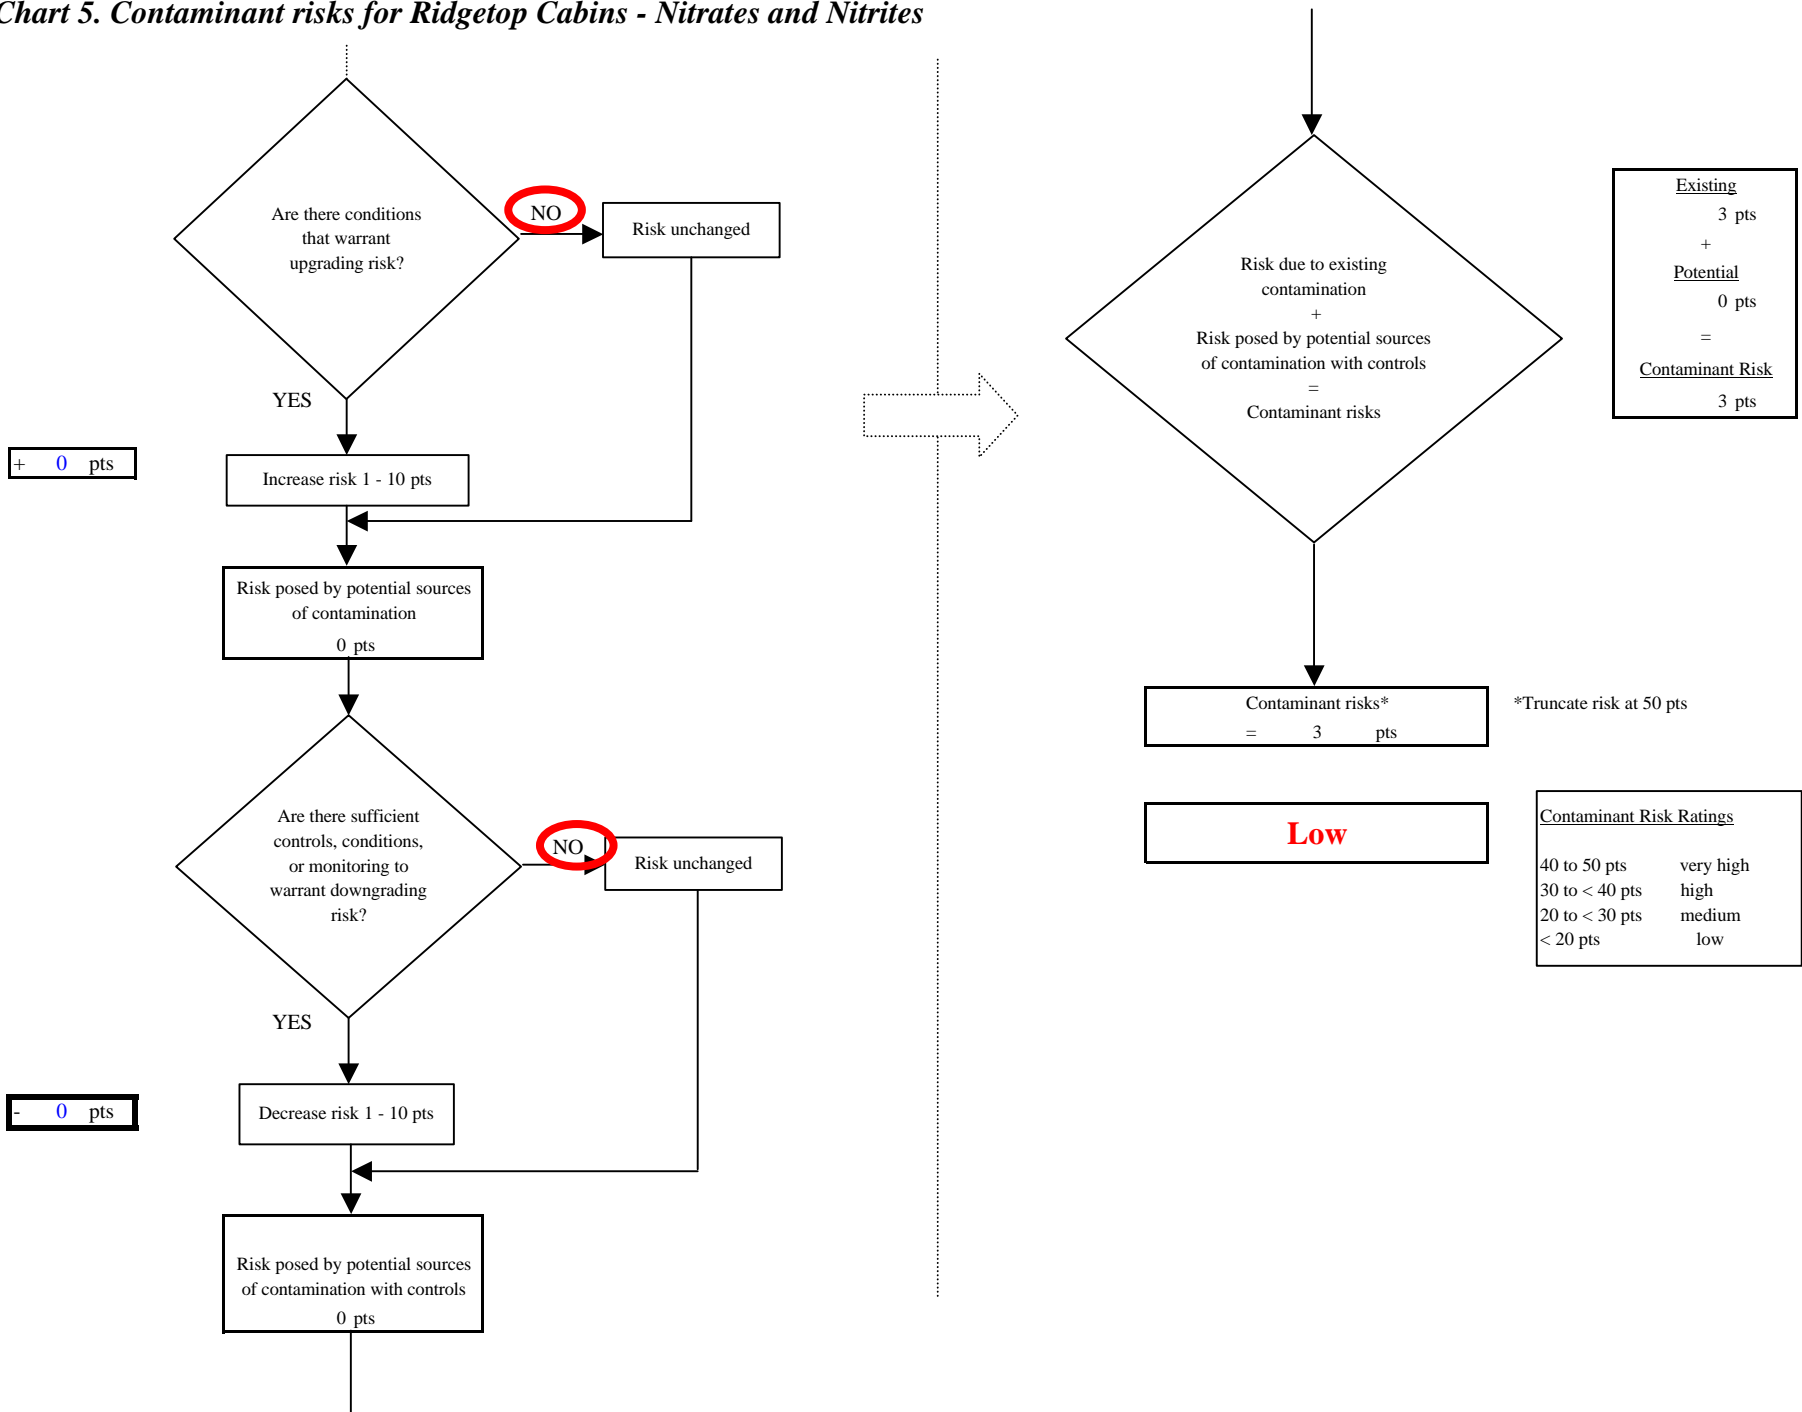 Chart 5. Contaminant risks for Ridgetop Cabins - Nitrates and Nitrites
Are there conditions
that warrant
upgrading risk?
NO
Risk unchanged
YES
+ 0 pts
Increase risk 1 - 10 pts
Risk posed by potential sources
of contamination
0 pts
Are there sufficient
controls, conditions,
or monitoring to
warrant downgrading
risk?
NO
Risk unchanged
YES
- 0 pts
Decrease risk 1 - 10 pts
Risk posed by potential sources
of contamination with controls
0 pts
Risk due to existing
contamination
+
Risk posed by potential sources
of contamination with controls
=
Contaminant risks
Existing
3 pts
+
Potential
0 pts
=
Contaminant Risk
3 pts
Contaminant risks*
= 3 pts
*Truncate risk at 50 pts
Low
Contaminant Risk Ratings
40 to 50 pts very high
30 to < 40 pts high
20 to < 30 pts medium
< 20 pts low